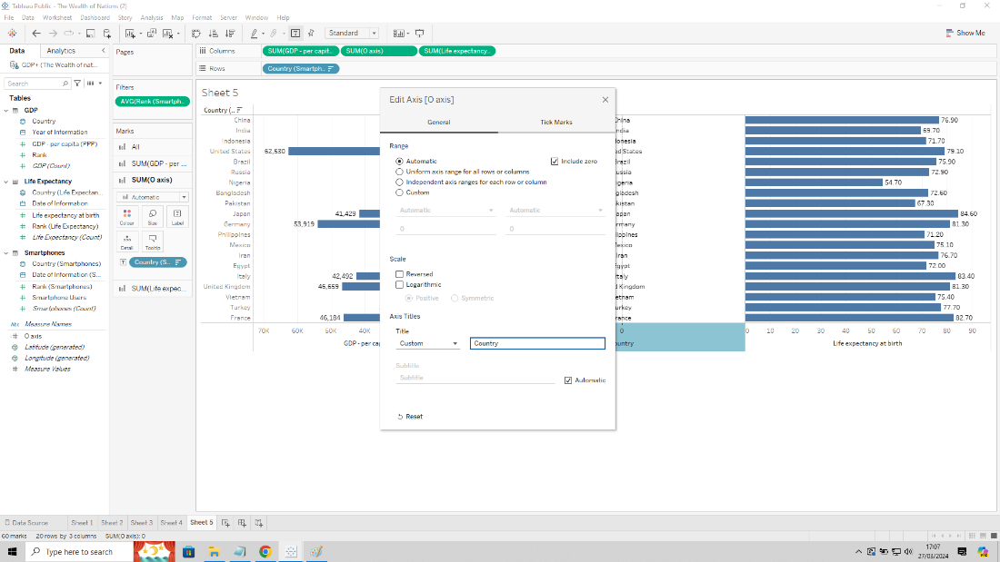 Tableau Public - The Wealth of Nations (2)
File Data Worksheet Dashboard Story Analysis Map Format Server Window Help
Standard
Show Me
Data Analytics
GDP+ (The Wealth of nat...
Search
Tables
GDP
Country
Year of Information
GDP - per capita (PPP)
Rank
GDP (Count)
Life Expectancy
Country (Life Expectan...
Date of Information
Life expectancy at birth
Rank (Life Expectancy)
Life Expectancy (Count)
Smartphones
Country (Smartphones)
Date of Information (S...
Rank (Smartphones)
Smartphone Users
Smartphones (Count)
Abc Measure Names
O axis
Latitude (generated)
Longitude (generated)
Measure Values
Pages
Filters
AVG(Rank (Smartph..
Marks
All
SUM(GDP - per ...
SUM(O axis)
Automatic
Colour Size Label
Detail Tooltip
Country (S..
SUM(Life expec...
Columns SUM(GDP - per capit.. SUM(O axis) SUM(Life expectancy..
Rows Country (Smartph..
Sheet 5
Country (..
China
India
Indonesia
United States 62,530
Brazil
Russia
Nigeria
Bangladesh
Pakistan
Japan 41,429
Germany 53,919
Philippines
Mexico
Iran
Egypt
Italy 42,492
United Kingdom 46,659
Vietnam
Turkey
France 46,184
70K 60K 50K 40K
GDP - per cap
Edit Axis [O axis]
General Tick Marks
Range
Automatic Include zero
Uniform axis range for all rows or columns
Independent axis ranges for each row or column
Custom
Automatic Automatic
0 0
Scale
Reversed
Logarithmic
Positive Symmetric
Axis Titles
Title
Custom Country
Subtitle
Subtitle Automatic
Reset
China 76.90
ndia 69.70
donesia 71.70
ed States 79.10
razil 75.90
ussia 72.90
igeria 54.70
gladesh 72.60
kistan 67.30
apan 84.60
rmany 81.30
lippines 71.20
exico 75.10
Iran 76.70
gypt 72.00
Italy 83.40
d Kingdom 81.30
etnam 75.40
urkey 77.70
rance 82.70
0 0 10 20 30 40 50 60 70 80 90
ountry Life expectancy at birth
Data Source Sheet 1 Sheet 2 Sheet 3 Sheet 4 Sheet 5
60 marks 20 rows by 3 columns SUM(O axis): 0
Type here to search
17:07
27/03/2024